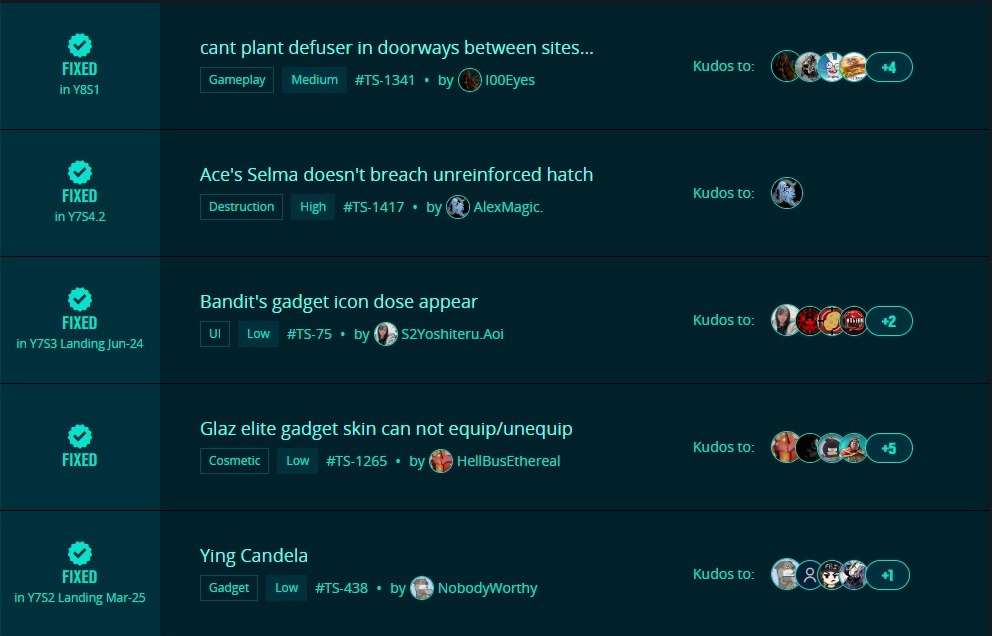 cant plant defuser in doorways between sites...
FIXED
in Y8S1
Gameplay Medium #TS-1341 • by I00Eyes
Kudos to: +4
Ace's Selma doesn't breach unreinforced hatch
FIXED
in Y7S4.2
Destruction High #TS-1417 • by AlexMagic.
Kudos to:
Bandit's gadget icon dose appear
FIXED
in Y7S3 Landing Jun-24
UI Low #TS-75 • by S2Yoshiteru.Aoi
Kudos to: +2
Glaz elite gadget skin can not equip/unequip
FIXED
Cosmetic Low #TS-1265 • by HellBusEthereal
Kudos to: +5
Ying Candela
FIXED
in Y7S2 Landing Mar-25
Gadget Low #TS-438 • by NobodyWorthy
Kudos to: +1